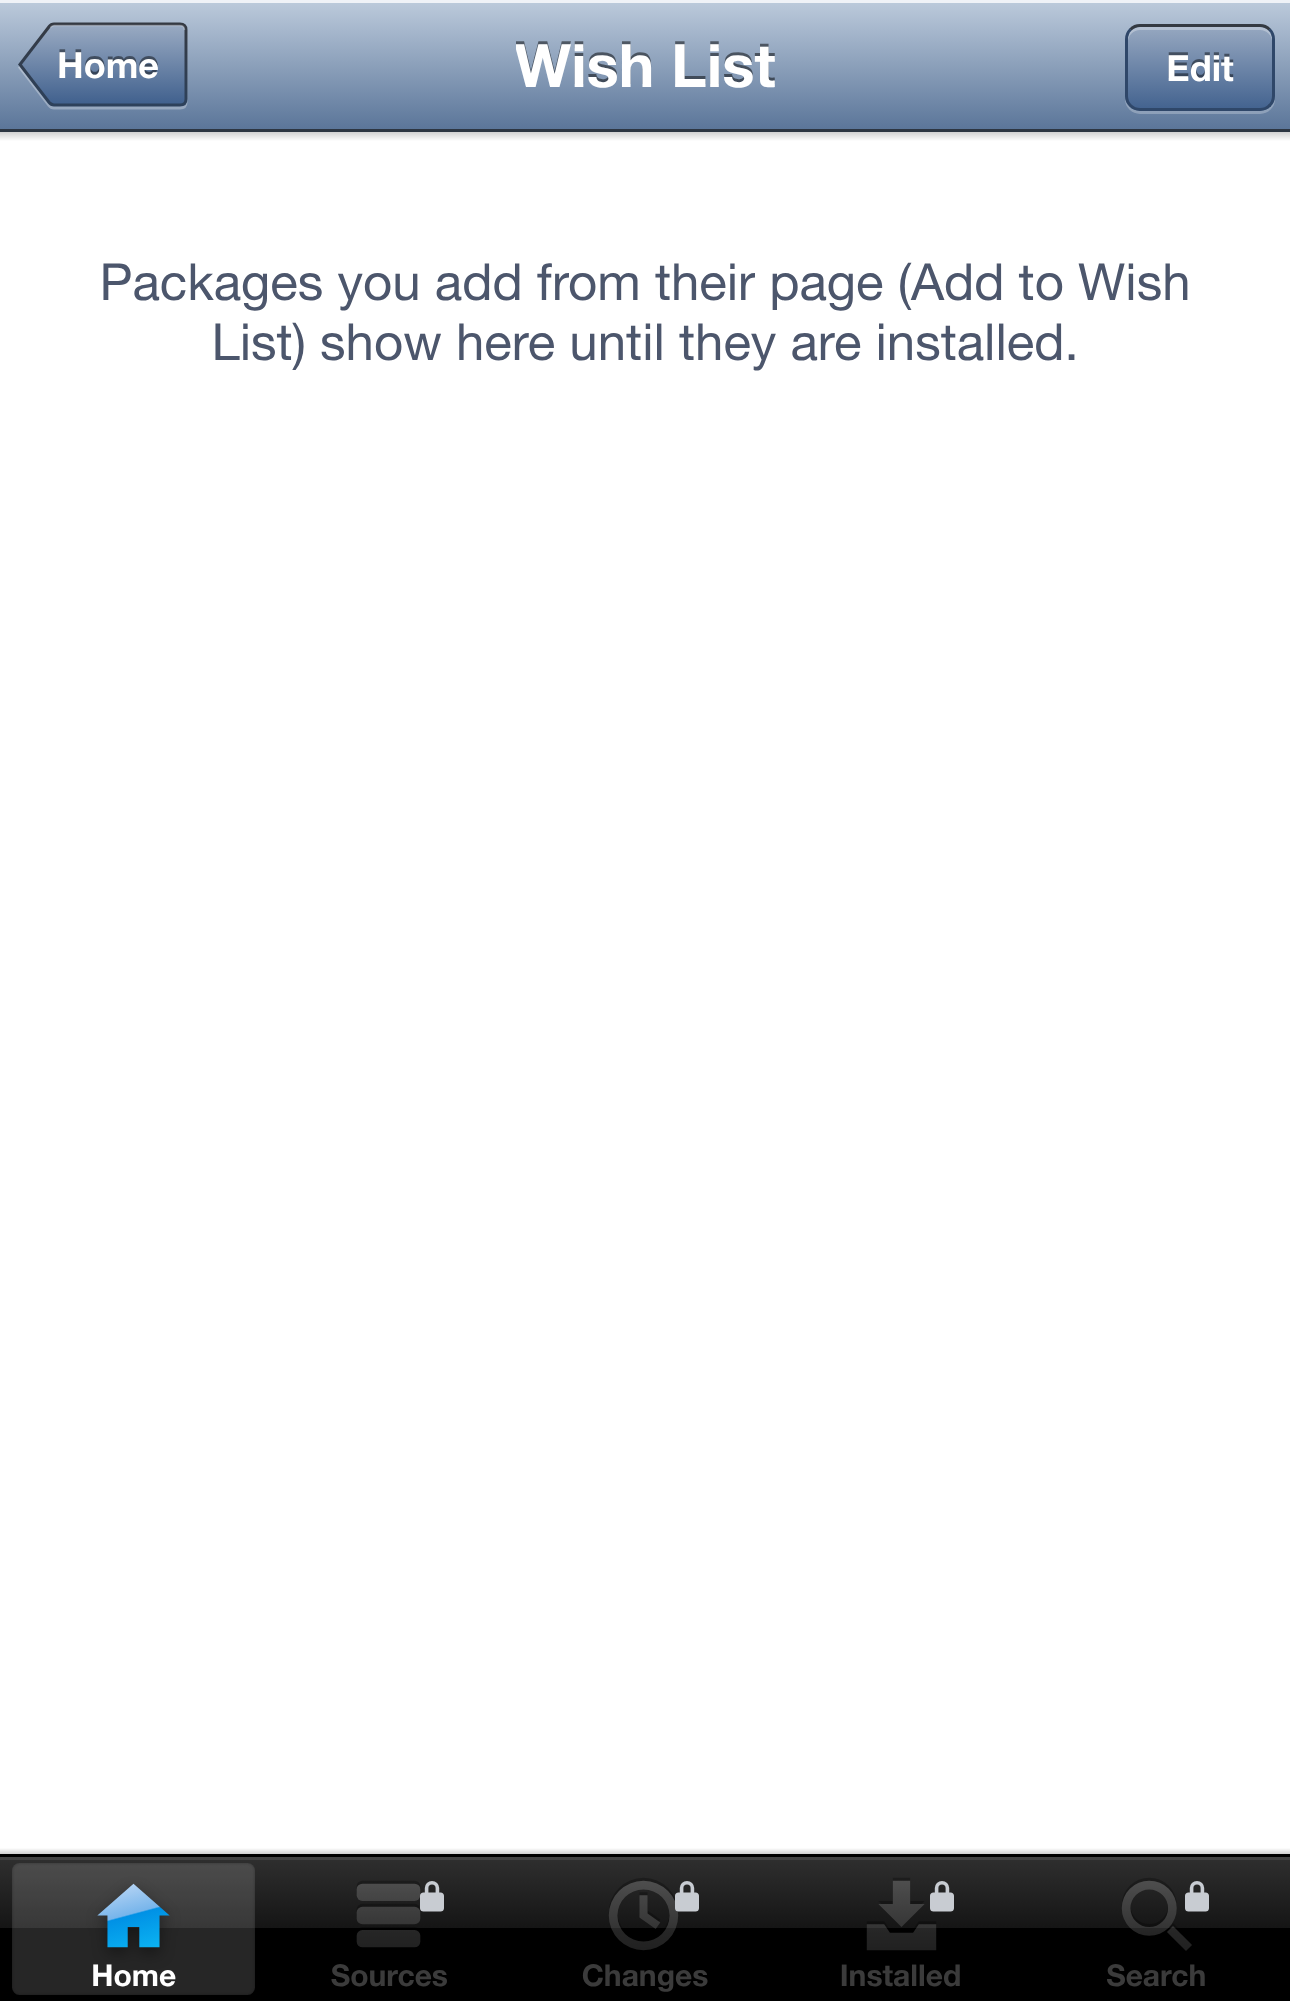 Home
Wish List
Edit
Packages you add from their page (Add to Wish
List) show here until they are installed.
Home
Sources
Changes
Installed
Search